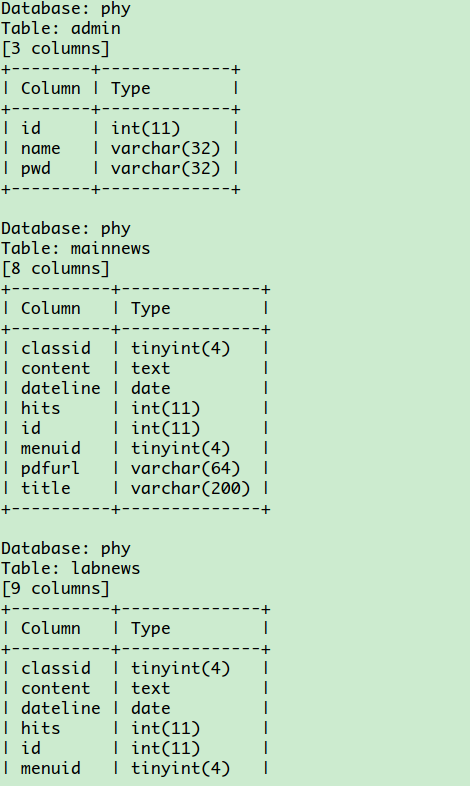 Database: phy
Table: admin
[3 columns]
+--------+-------------+
| Column | Type        |
+--------+-------------+
| id     | int(11)     |
| name   | varchar(32) |
| pwd    | varchar(32) |
+--------+-------------+

Database: phy
Table: mainnews
[8 columns]
+----------+--------------+
| Column   | Type         |
+----------+--------------+
| classid  | tinyint(4)   |
| content  | text         |
| dateline | date         |
| hits     | int(11)      |
| id       | int(11)      |
| menuid   | tinyint(4)   |
| pdfurl   | varchar(64)  |
| title    | varchar(200) |
+----------+--------------+

Database: phy
Table: labnews
[9 columns]
+----------+--------------+
| Column   | Type         |
+----------+--------------+
| classid  | tinyint(4)   |
| content  | text         |
| dateline | date         |
| hits     | int(11)      |
| id       | int(11)      |
| menuid   | tinyint(4)   |